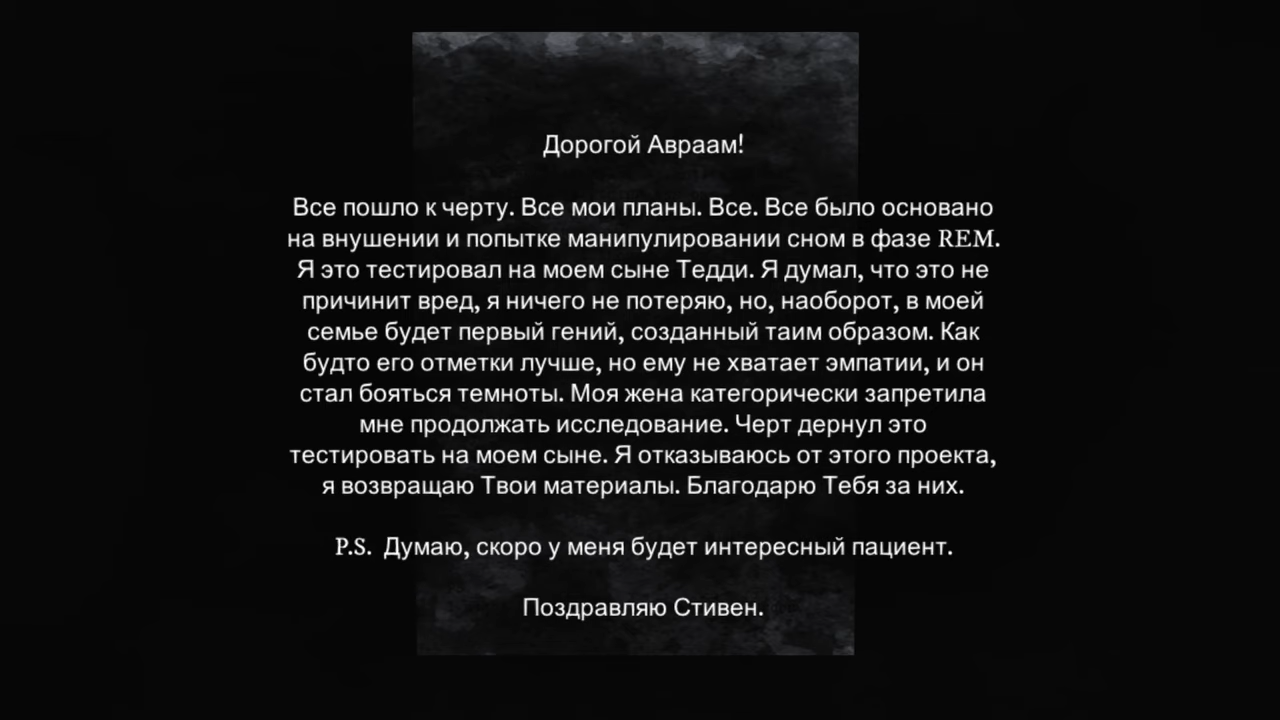 Дорогой Авраам!
Все пошло к черту. Все мои планы. Все. Все было основано
на внушении и попытке манипулировании сном в фазе REM.
Я это тестировал на моем сыне Тедди. Я думал, что это не
причинит вред, я ничего не потеряю, но, наоборот, в моей
семье будет первый гений, созданный таим образом. Как
будто его отметки лучше, но ему не хватает эмпатии, и он
стал бояться темноты. Моя жена категорически запретила
мне продолжать исследование. Черт дернул это
тестировать на моем сыне. Я отказываюсь от этого проекта,
я возвращаю Твои материалы. Благодарю Тебя за них.
P.S. Думаю, скоро у меня будет интересный пациент.
Поздравляю Стивен.